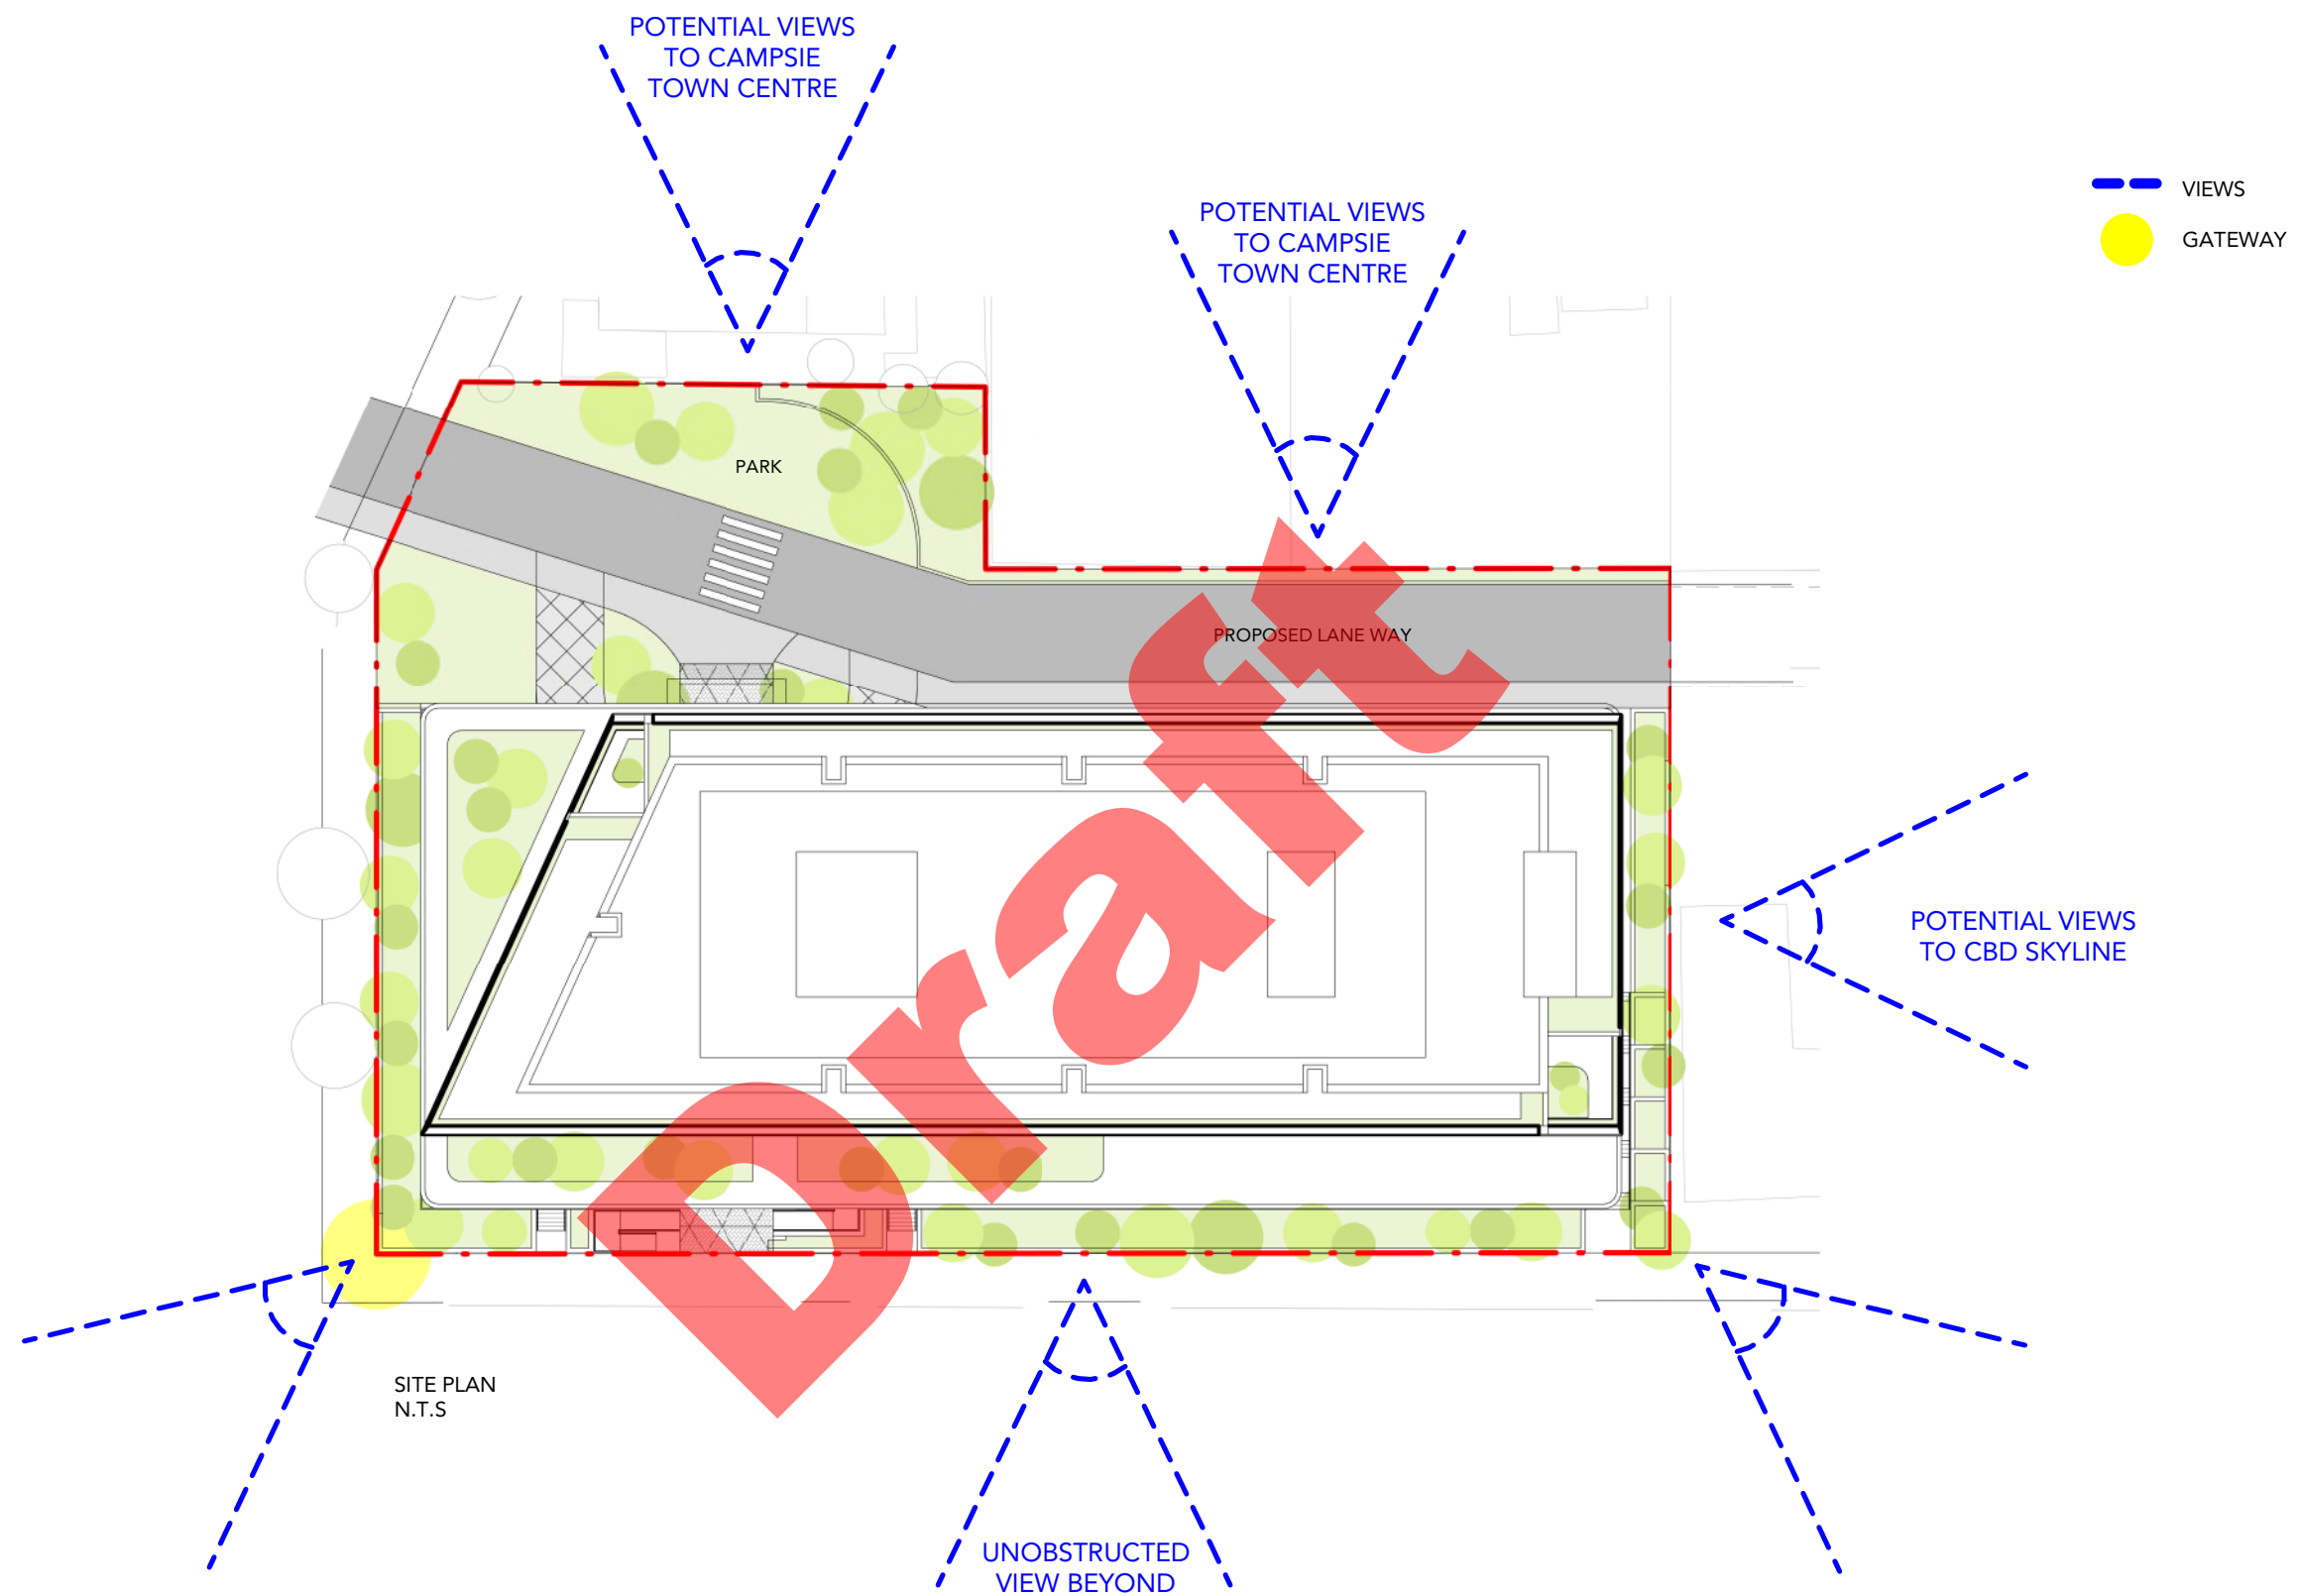 POTENTIAL VIEWS
TO CAMPSIE
TOWN CENTRE
POTENTIAL VIEWS
TO CAMPSIE
TOWN CENTRE
VIEWS
GATEWAY
PARK
PROPOSED LANE WAY
Draft
POTENTIAL VIEWS
TO CBD SKYLINE
SITE PLAN
N.T.S
UNOBSTRUCTED
VIEW BEYOND